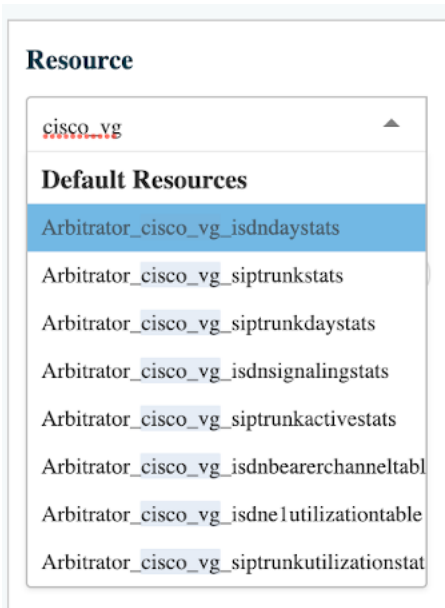 Resource
cisco_vg
Default Resources
Arbitrator_cisco_vg_isdndaystats
Arbitrator_cisco_vg_siptrunkstats
Arbitrator_cisco_vg_siptrunkdaystats
Arbitrator_cisco_vg_isdnsignalingstats
Arbitrator_cisco_vg_siptrunkactivestats
Arbitrator_cisco_vg_isdnbearerchanneltabl
Arbitrator_cisco_vg_isdne1utilizationtable
Arbitrator_cisco_vg_siptrunkutilizationstat